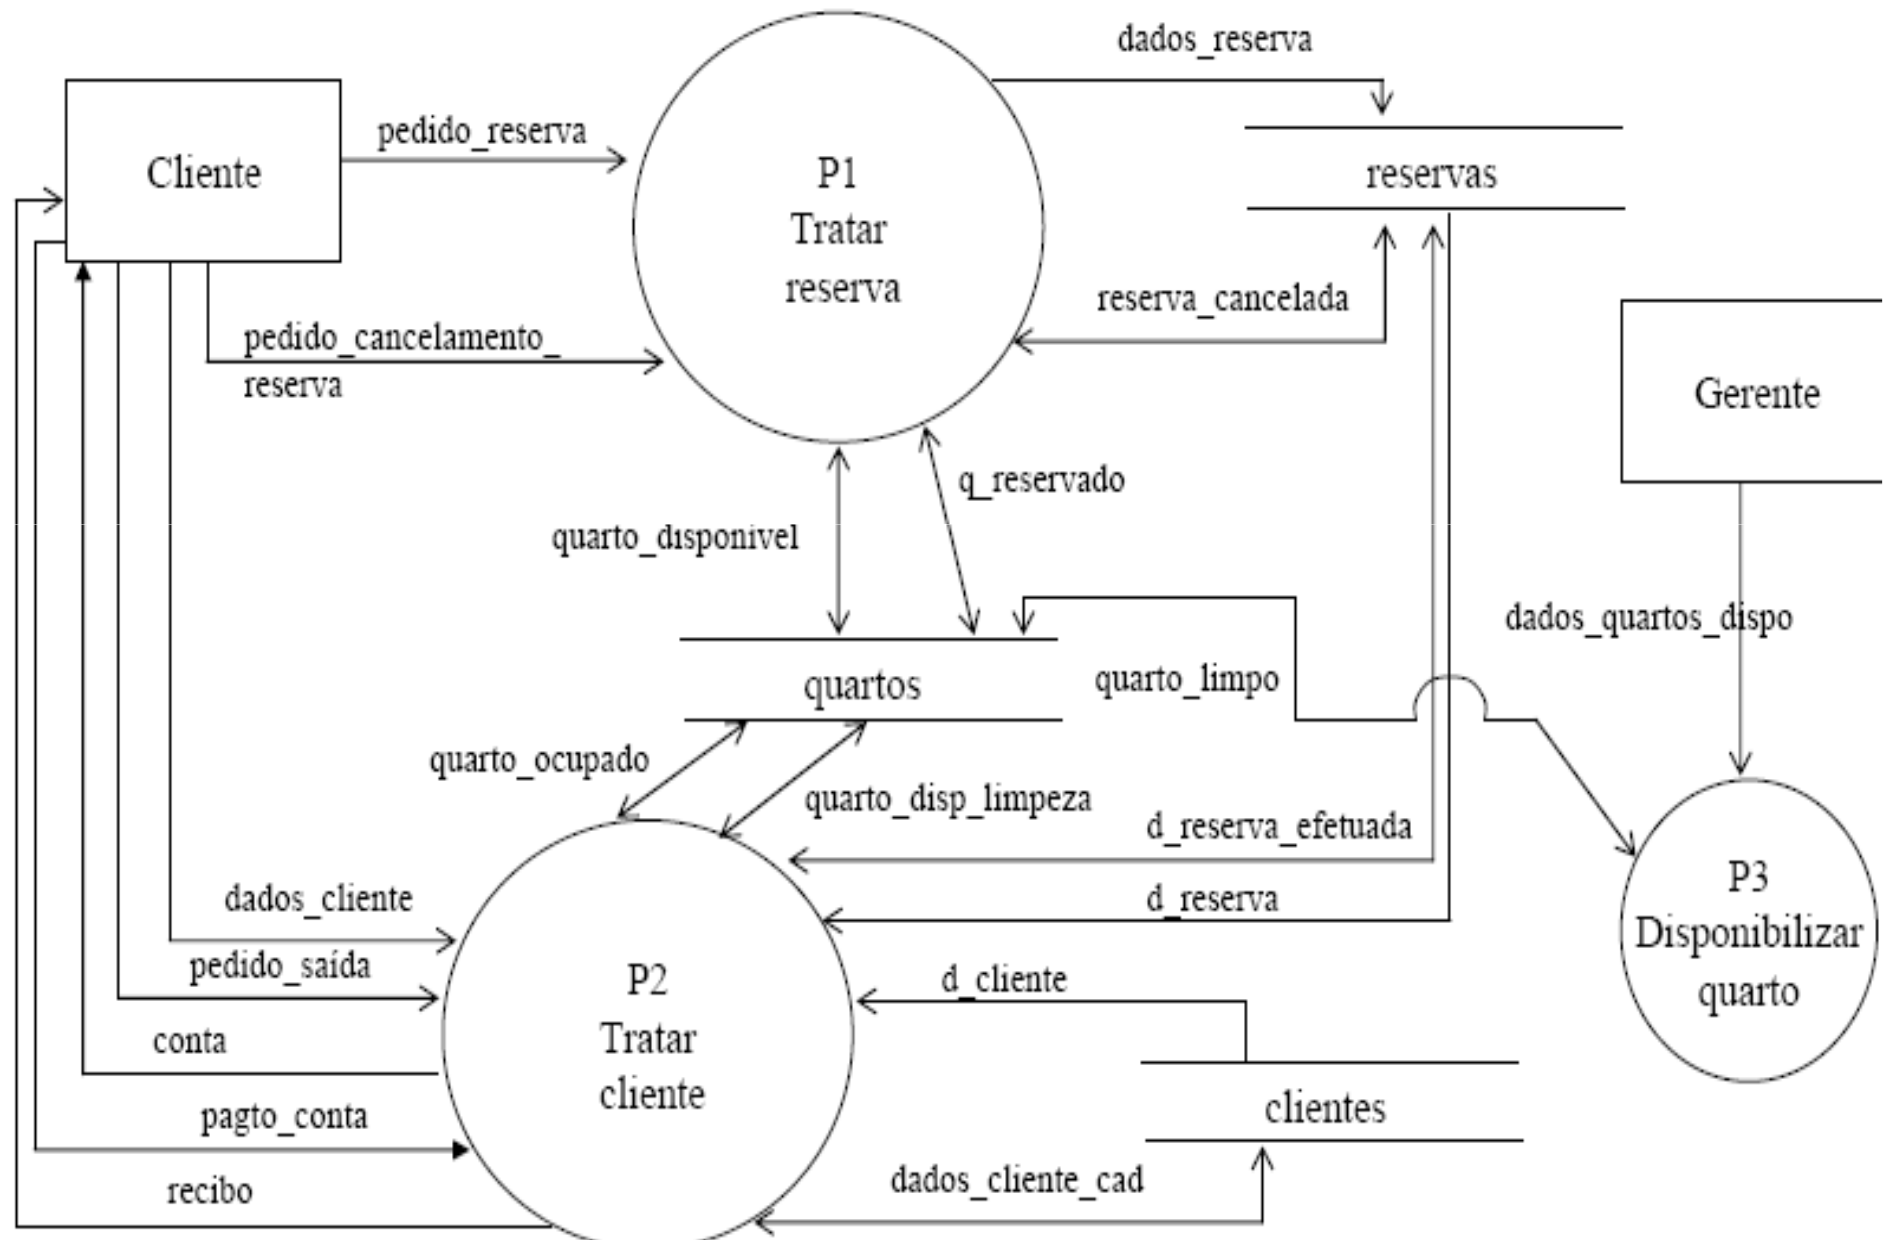 dados_reserva
pedido_reserva
Cliente
P1
Tratar
reserva
reservas
reserva_cancelada
pedido_cancelamento_
reserva
Gerente
q_reservado
quarto_disponivel
dados_quartos_dispo
quarto_limpo
quartos
quarto_ocupado
quarto_disp_limpeza
d_reserva_efetuada
dados_cliente
d_reserva
P3
Disponibilizar
quarto
pedido_saída
P2
Tratar
cliente
d_cliente
conta
clientes
pagto_conta
dados_cliente_cad
recibo